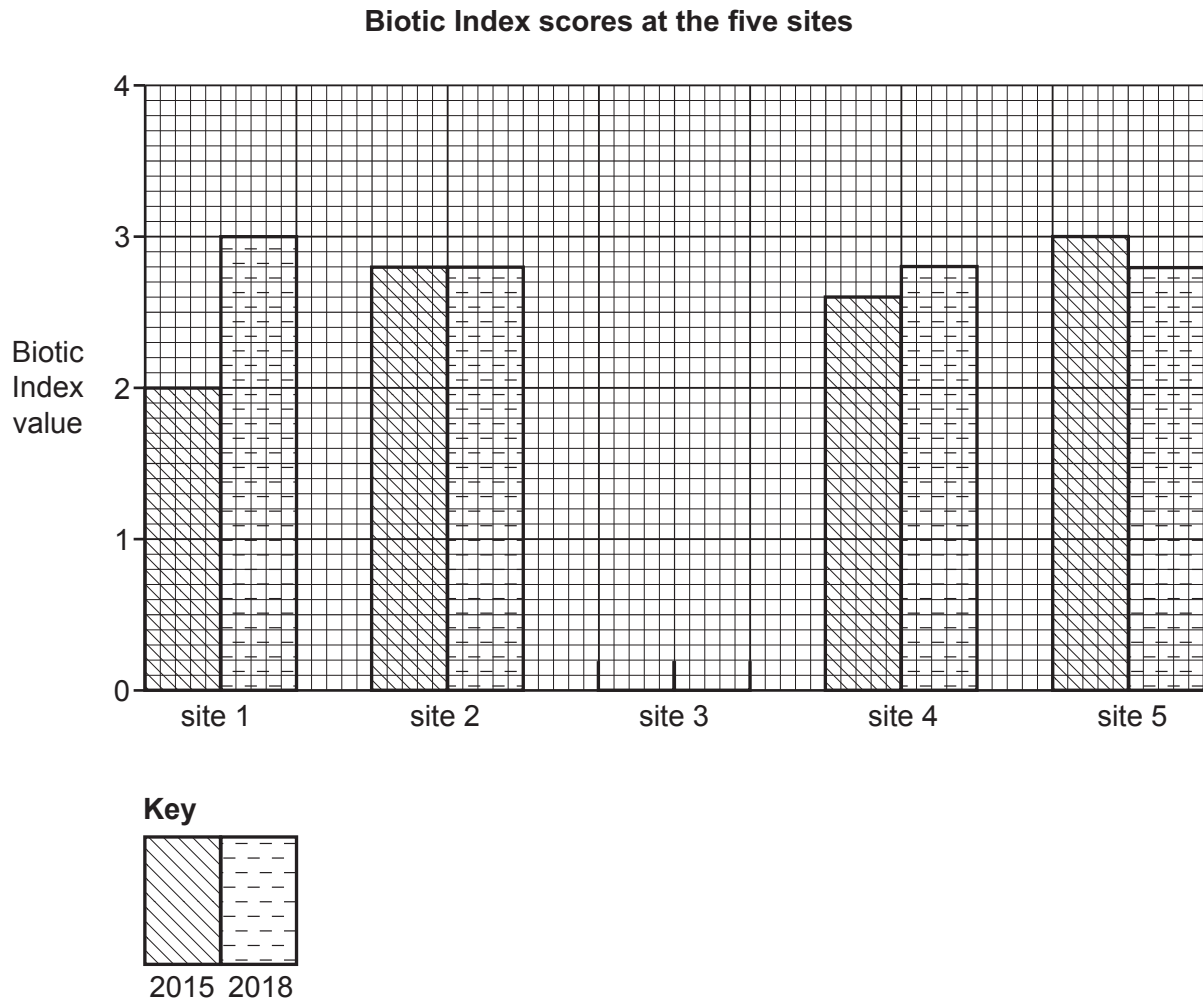 Biotic Index scores at the five sites
4
3
Biotic
Index
value
2
1
0
site 1 site 2 site 3 site 4 site 5
Key
2015 2018